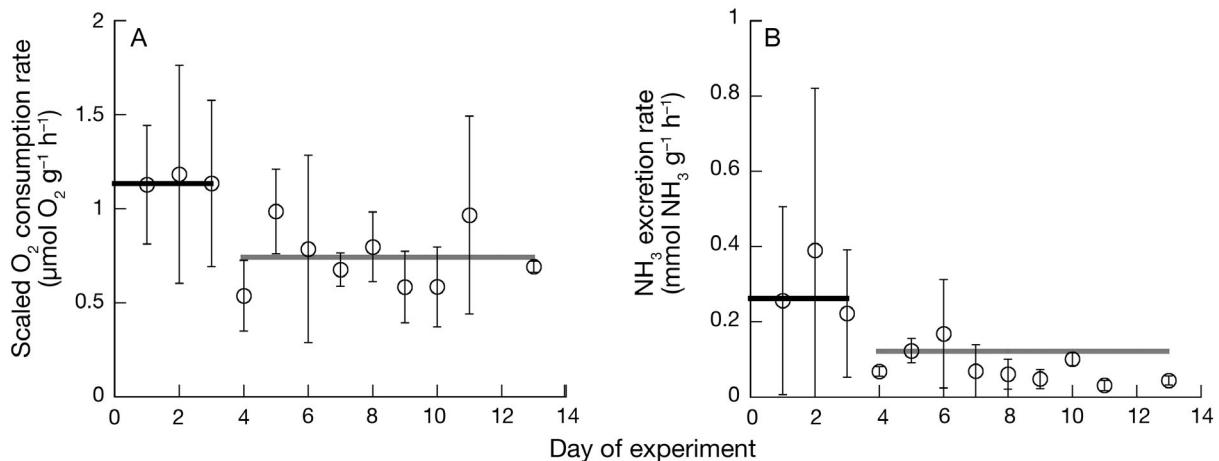 A
Scaled O₂ consumption rate
(µmol O₂ g⁻¹ h⁻¹)
2
1.5
1
0.5
0
0 2 4 6 8 10 12 14
B
NH₃ excretion rate
(mmol NH₃ g⁻¹ h⁻¹)
1
0.8
0.6
0.4
0.2
0
0 2 4 6 8 10 12 14
Day of experiment